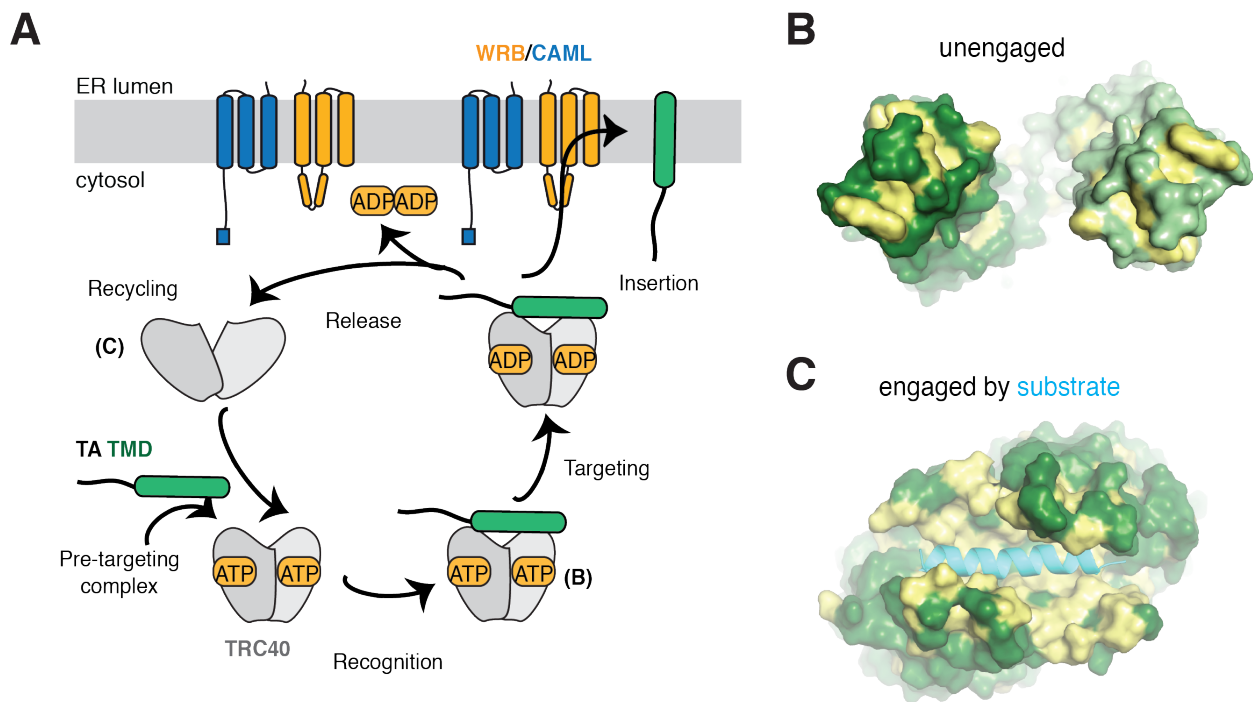 A
WRB/CAML
ER lumen
cytosol
ADP ADP
Insertion
Recycling
Release
(C)
ADP ADP
TA TMD
Targeting
Pre-targeting
complex
ATP ATP
ATP ATP
(B)
TRC40
Recognition
B
unengaged
C
engaged by substrate